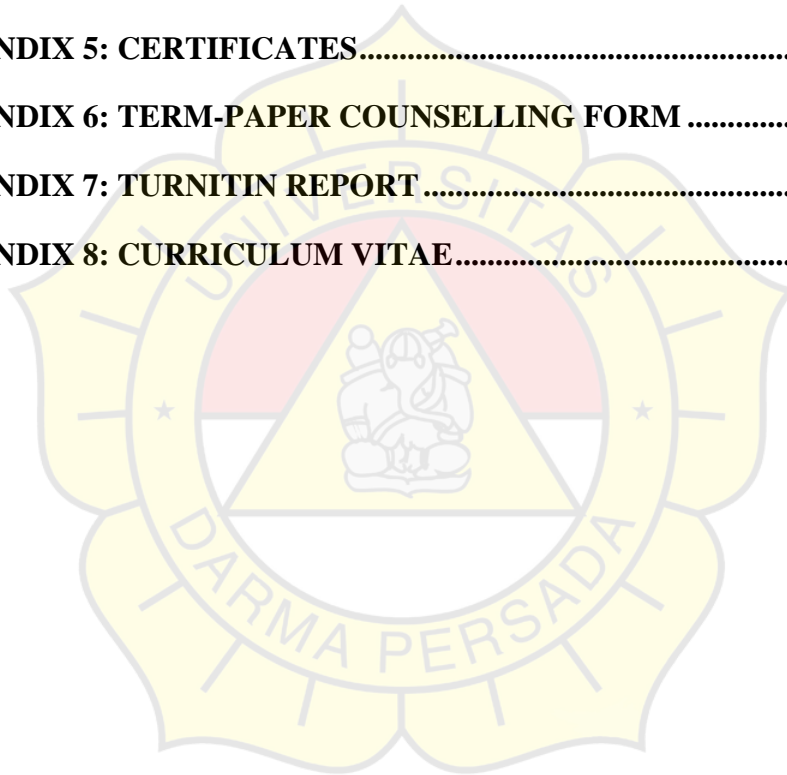 NDIX 5: CERTIFICATES..........................................................
NDIX 6: TERM-PAPER COUNSELLING FORM .............
NDIX 7: TURNITIN REPORT..................................................
NDIX 8: CURRICULUM VITAE..............................................
UNIVERSITAS
DARMA PERSADA